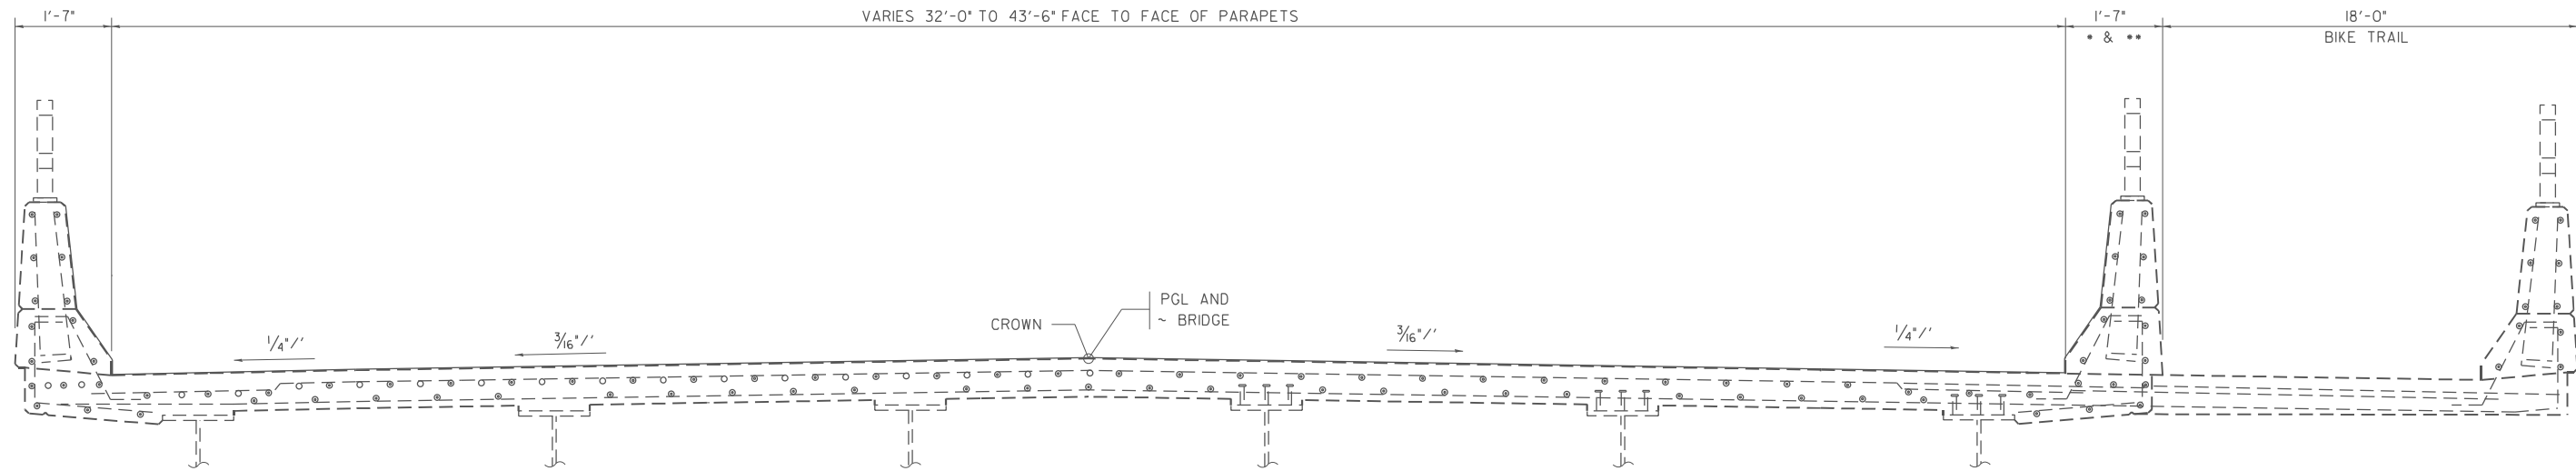 1'-7"
VARIES 32'-0" TO 43'-6" FACE TO FACE OF PARAPETS
1'-7"
* & **
18'-0"
BIKE TRAIL
PGL AND
~ BRIDGE
CROWN
1/4"/'
3/16"/'
3/16"/'
1/4"/'